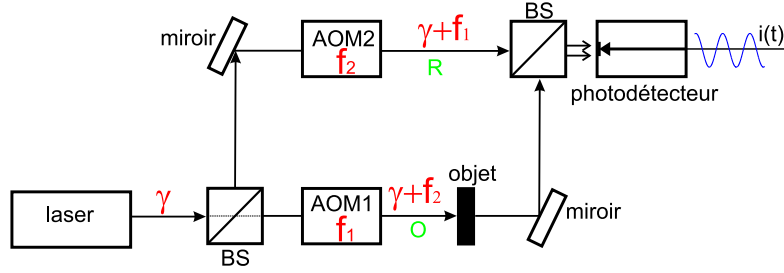 BS
miroir
AOM2
f2
γ+f1
R
i(t)
photodétecteur
laser
γ
BS
AOM1
f1
γ+f2
O
objet
miroir